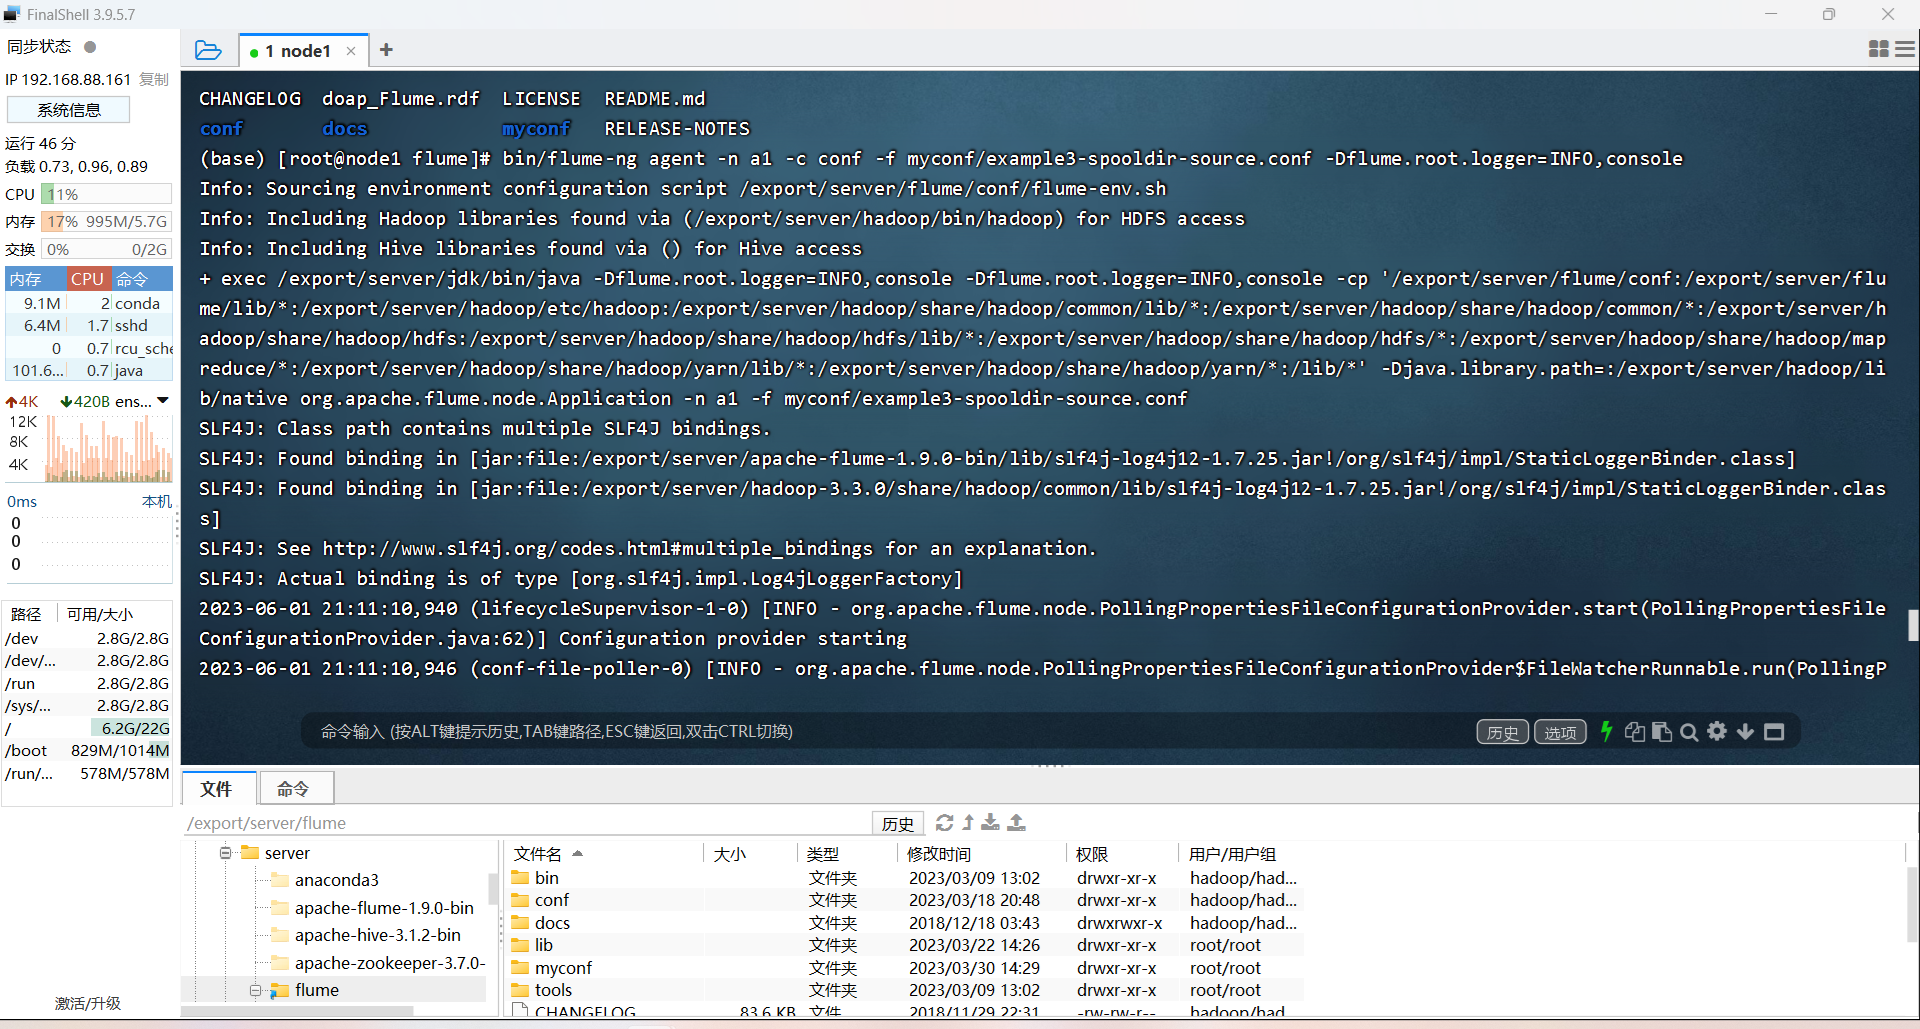 FinalShell 3.9.5.7
同步状态
IP 192.168.88.161 复制
系统信息
运行 46 分
负载 0.73, 0.96, 0.89
CPU 11%
内存 17% 995M/5.7G
交换 0% 0/2G
内存 CPU 命令
9.1M 2 conda
6.4M 1.7 sshd
0 0.7 rcu_sche
101.6... 0.7 java
4K 420B ens...
12K
8K
4K
0ms 本机
0
0
0
路径 可用/大小
/dev 2.8G/2.8G
/dev/... 2.8G/2.8G
/run 2.8G/2.8G
/sys/... 2.8G/2.8G
/ 6.2G/22G
/boot 829M/1014M
/run/... 578M/578M
激活/升级
1 node1
CHANGELOG doap_Flume.rdf LICENSE README.md
conf docs myconf RELEASE-NOTES
(base) [root@node1 flume]# bin/flume-ng agent -n a1 -c conf -f myconf/example3-spooldir-source.conf -Dflume.root.logger=INFO,console
Info: Sourcing environment configuration script /export/server/flume/conf/flume-env.sh
Info: Including Hadoop libraries found via (/export/server/hadoop/bin/hadoop) for HDFS access
Info: Including Hive libraries found via () for Hive access
+ exec /export/server/jdk/bin/java -Dflume.root.logger=INFO,console -Dflume.root.logger=INFO,console -cp '/export/server/flume/conf:/export/server/flu
me/lib/*:/export/server/hadoop/etc/hadoop:/export/server/hadoop/share/hadoop/common/lib/*:/export/server/hadoop/share/hadoop/common/*:/export/server/h
adoop/share/hadoop/hdfs:/export/server/hadoop/share/hadoop/hdfs/lib/*:/export/server/hadoop/share/hadoop/hdfs/*:/export/server/hadoop/share/hadoop/map
reduce/*:/export/server/hadoop/share/hadoop/yarn/lib/*:/export/server/hadoop/share/hadoop/yarn/*:/lib/*' -Djava.library.path=:/export/server/hadoop/li
b/native org.apache.flume.node.Application -n a1 -f myconf/example3-spooldir-source.conf
SLF4J: Class path contains multiple SLF4J bindings.
SLF4J: Found binding in [jar:file:/export/server/apache-flume-1.9.0-bin/lib/slf4j-log4j12-1.7.25.jar!/org/slf4j/impl/StaticLoggerBinder.class]
SLF4J: Found binding in [jar:file:/export/server/hadoop-3.3.0/share/hadoop/common/lib/slf4j-log4j12-1.7.25.jar!/org/slf4j/impl/StaticLoggerBinder.clas
s]
SLF4J: See http://www.slf4j.org/codes.html#multiple_bindings for an explanation.
SLF4J: Actual binding is of type [org.slf4j.impl.Log4jLoggerFactory]
2023-06-01 21:11:10,940 (lifecycleSupervisor-1-0) [INFO - org.apache.flume.node.PollingPropertiesFileConfigurationProvider.start(PollingPropertiesFile
ConfigurationProvider.java:62)] Configuration provider starting
2023-06-01 21:11:10,946 (conf-file-poller-0) [INFO - org.apache.flume.node.PollingPropertiesFileConfigurationProvider$FileWatcherRunnable.run(PollingP
命令输入 (按ALT键提示历史,TAB键路径,ESC键返回,双击CTRL切换) 历史 选项
文件 命令
/export/server/flume 历史
server
anaconda3
apache-flume-1.9.0-bin
apache-hive-3.1.2-bin
apache-zookeeper-3.7.0-
flume
文件名 大小 类型 修改时间 权限 用户/用户组
bin 文件夹 2023/03/09 13:02 drwxr-xr-x hadoop/had...
conf 文件夹 2023/03/18 20:48 drwxr-xr-x hadoop/had...
docs 文件夹 2018/12/18 03:43 drwxrwxr-x hadoop/had...
lib 文件夹 2023/03/22 14:26 drwxr-xr-x root/root
myconf 文件夹 2023/03/30 14:29 drwxr-xr-x root/root
tools 文件夹 2023/03/09 13:02 drwxr-xr-x root/root
CHANGELOG 83.6 KB 文件 2018/11/29 22:31 -rw-rw-r-- hadoop/had